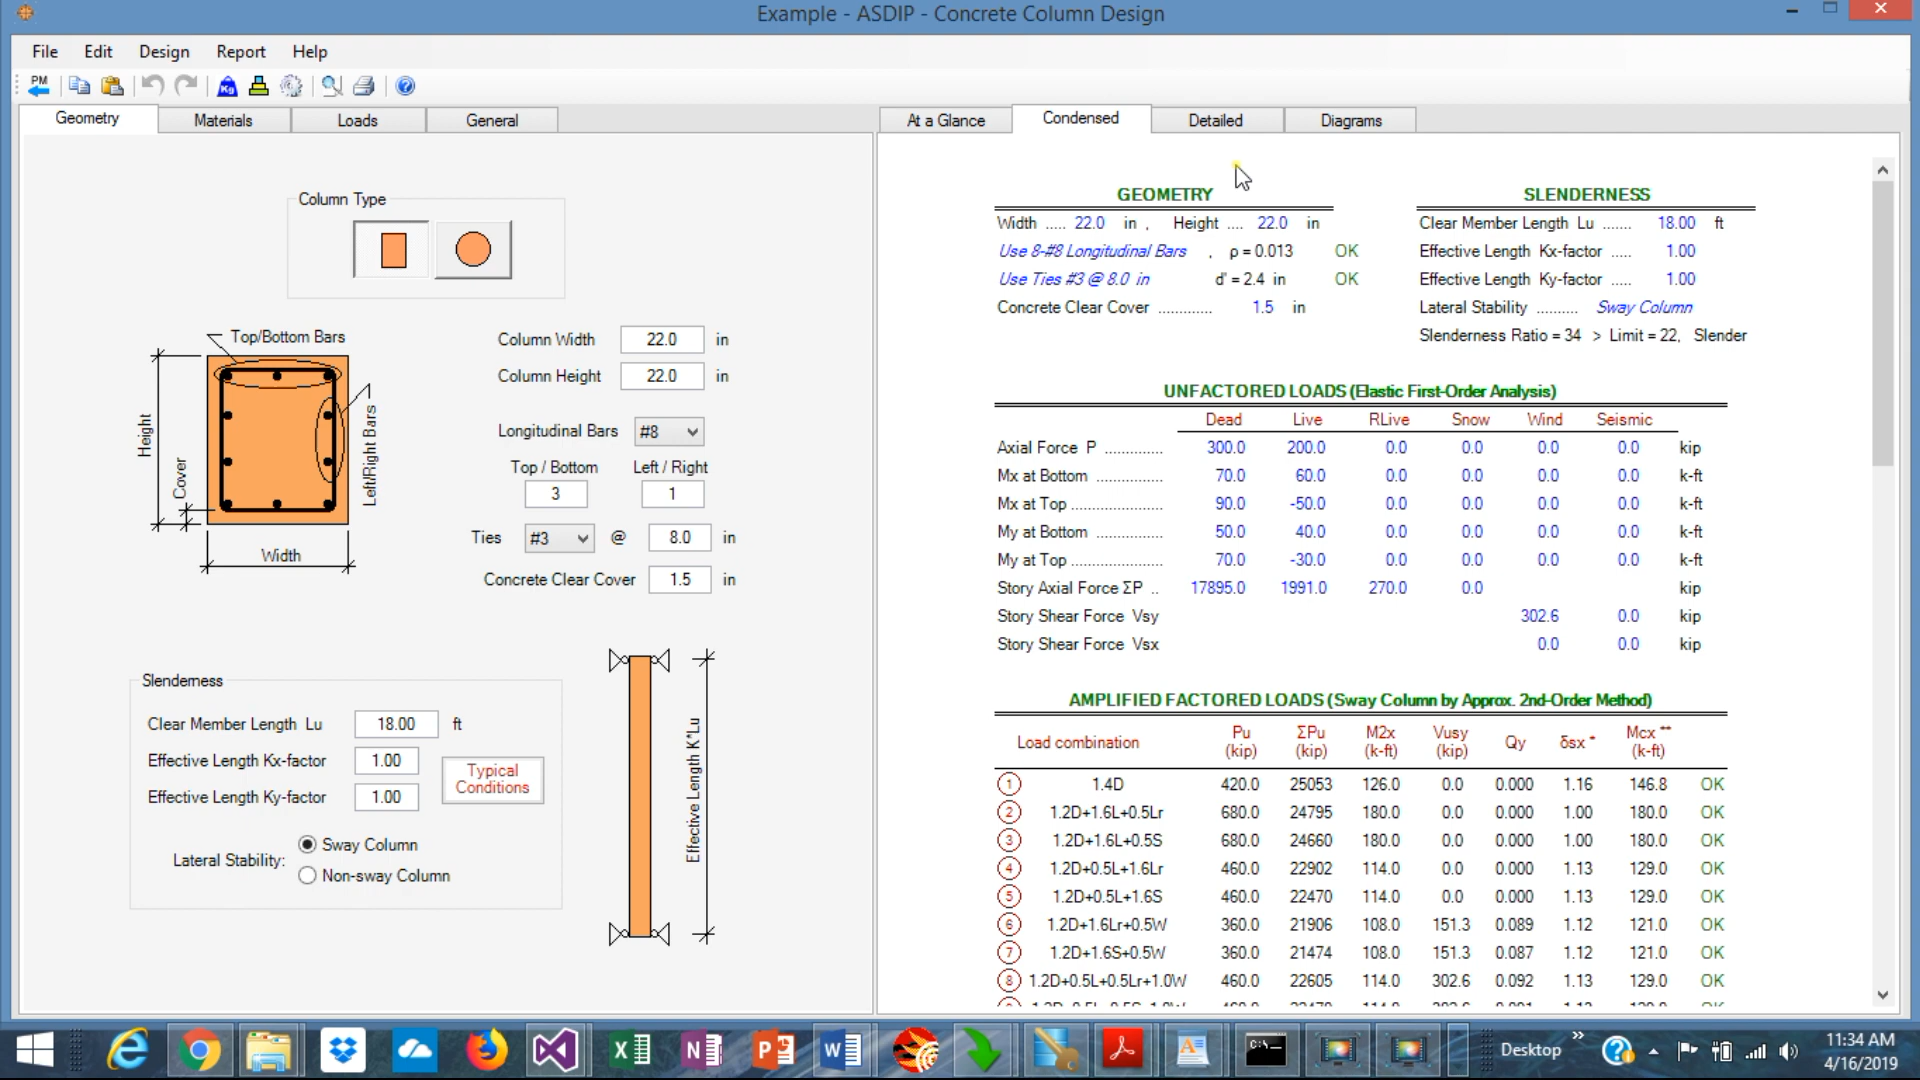 Example - ASDIP - Concrete Column Design
File Edit Design Report Help
PM Kg
Geometry Materials Loads General
At a Glance Condensed Detailed Diagrams
Column Type
Top/Bottom Bars
Height
Cover
Left/Right Bars
Width
Column Width 22.0 in
Column Height 22.0 in
Longitudinal Bars #8
Top / Bottom Left / Right
3 1
Ties #3 @ 8.0 in
Concrete Clear Cover 1.5 in
Slenderness
Clear Member Length Lu 18.00 ft
Effective Length Kx-factor 1.00
Effective Length Ky-factor 1.00
Typical
Conditions
Lateral Stability:
Sway Column
Non-sway Column
Effective Length K*Lu
GEOMETRY
Width ..... 22.0 in , Height .... 22.0 in
Use 8-#8 Longitudinal Bars , ρ = 0.013 OK
Use Ties #3 @ 8.0 in d' = 2.4 in OK
Concrete Clear Cover ............. 1.5 in
SLENDERNESS
Clear Member Length Lu ....... 18.00 ft
Effective Length Kx-factor ..... 1.00
Effective Length Ky-factor ..... 1.00
Lateral Stability .......... Sway Column
Slenderness Ratio = 34 > Limit = 22, Slender
UNFACTORED LOADS (Elastic First-Order Analysis)
Dead Live RLive Snow Wind Seismic
Axial Force P .............. 300.0 200.0 0.0 0.0 0.0 0.0 kip
Mx at Bottom ................ 70.0 60.0 0.0 0.0 0.0 0.0 k-ft
Mx at Top ...................... 90.0 -50.0 0.0 0.0 0.0 0.0 k-ft
My at Bottom ................ 50.0 40.0 0.0 0.0 0.0 0.0 k-ft
My at Top ...................... 70.0 -30.0 0.0 0.0 0.0 0.0 k-ft
Story Axial Force ΣP .. 17895.0 1991.0 270.0 0.0 kip
Story Shear Force Vsy 302.6 0.0 kip
Story Shear Force Vsx 0.0 0.0 kip
AMPLIFIED FACTORED LOADS (Sway Column by Approx. 2nd-Order Method)
Load combination Pu (kip) ΣPu (kip) M2x (k-ft) Vusy (kip) Qy δsx * Mcx ** (k-ft)
1 1.4D 420.0 25053 126.0 0.0 0.000 1.16 146.8 OK
2 1.2D+1.6L+0.5Lr 680.0 24795 180.0 0.0 0.000 1.00 180.0 OK
3 1.2D+1.6L+0.5S 680.0 24660 180.0 0.0 0.000 1.00 180.0 OK
4 1.2D+0.5L+1.6Lr 460.0 22902 114.0 0.0 0.000 1.13 129.0 OK
5 1.2D+0.5L+1.6S 460.0 22470 114.0 0.0 0.000 1.13 129.0 OK
6 1.2D+1.6Lr+0.5W 360.0 21906 108.0 151.3 0.089 1.12 121.0 OK
7 1.2D+1.6S+0.5W 360.0 21474 108.0 151.3 0.087 1.12 121.0 OK
8 1.2D+0.5L+0.5Lr+1.0W 460.0 22605 114.0 302.6 0.092 1.13 129.0 OK
Desktop
11:34 AM
4/16/2019